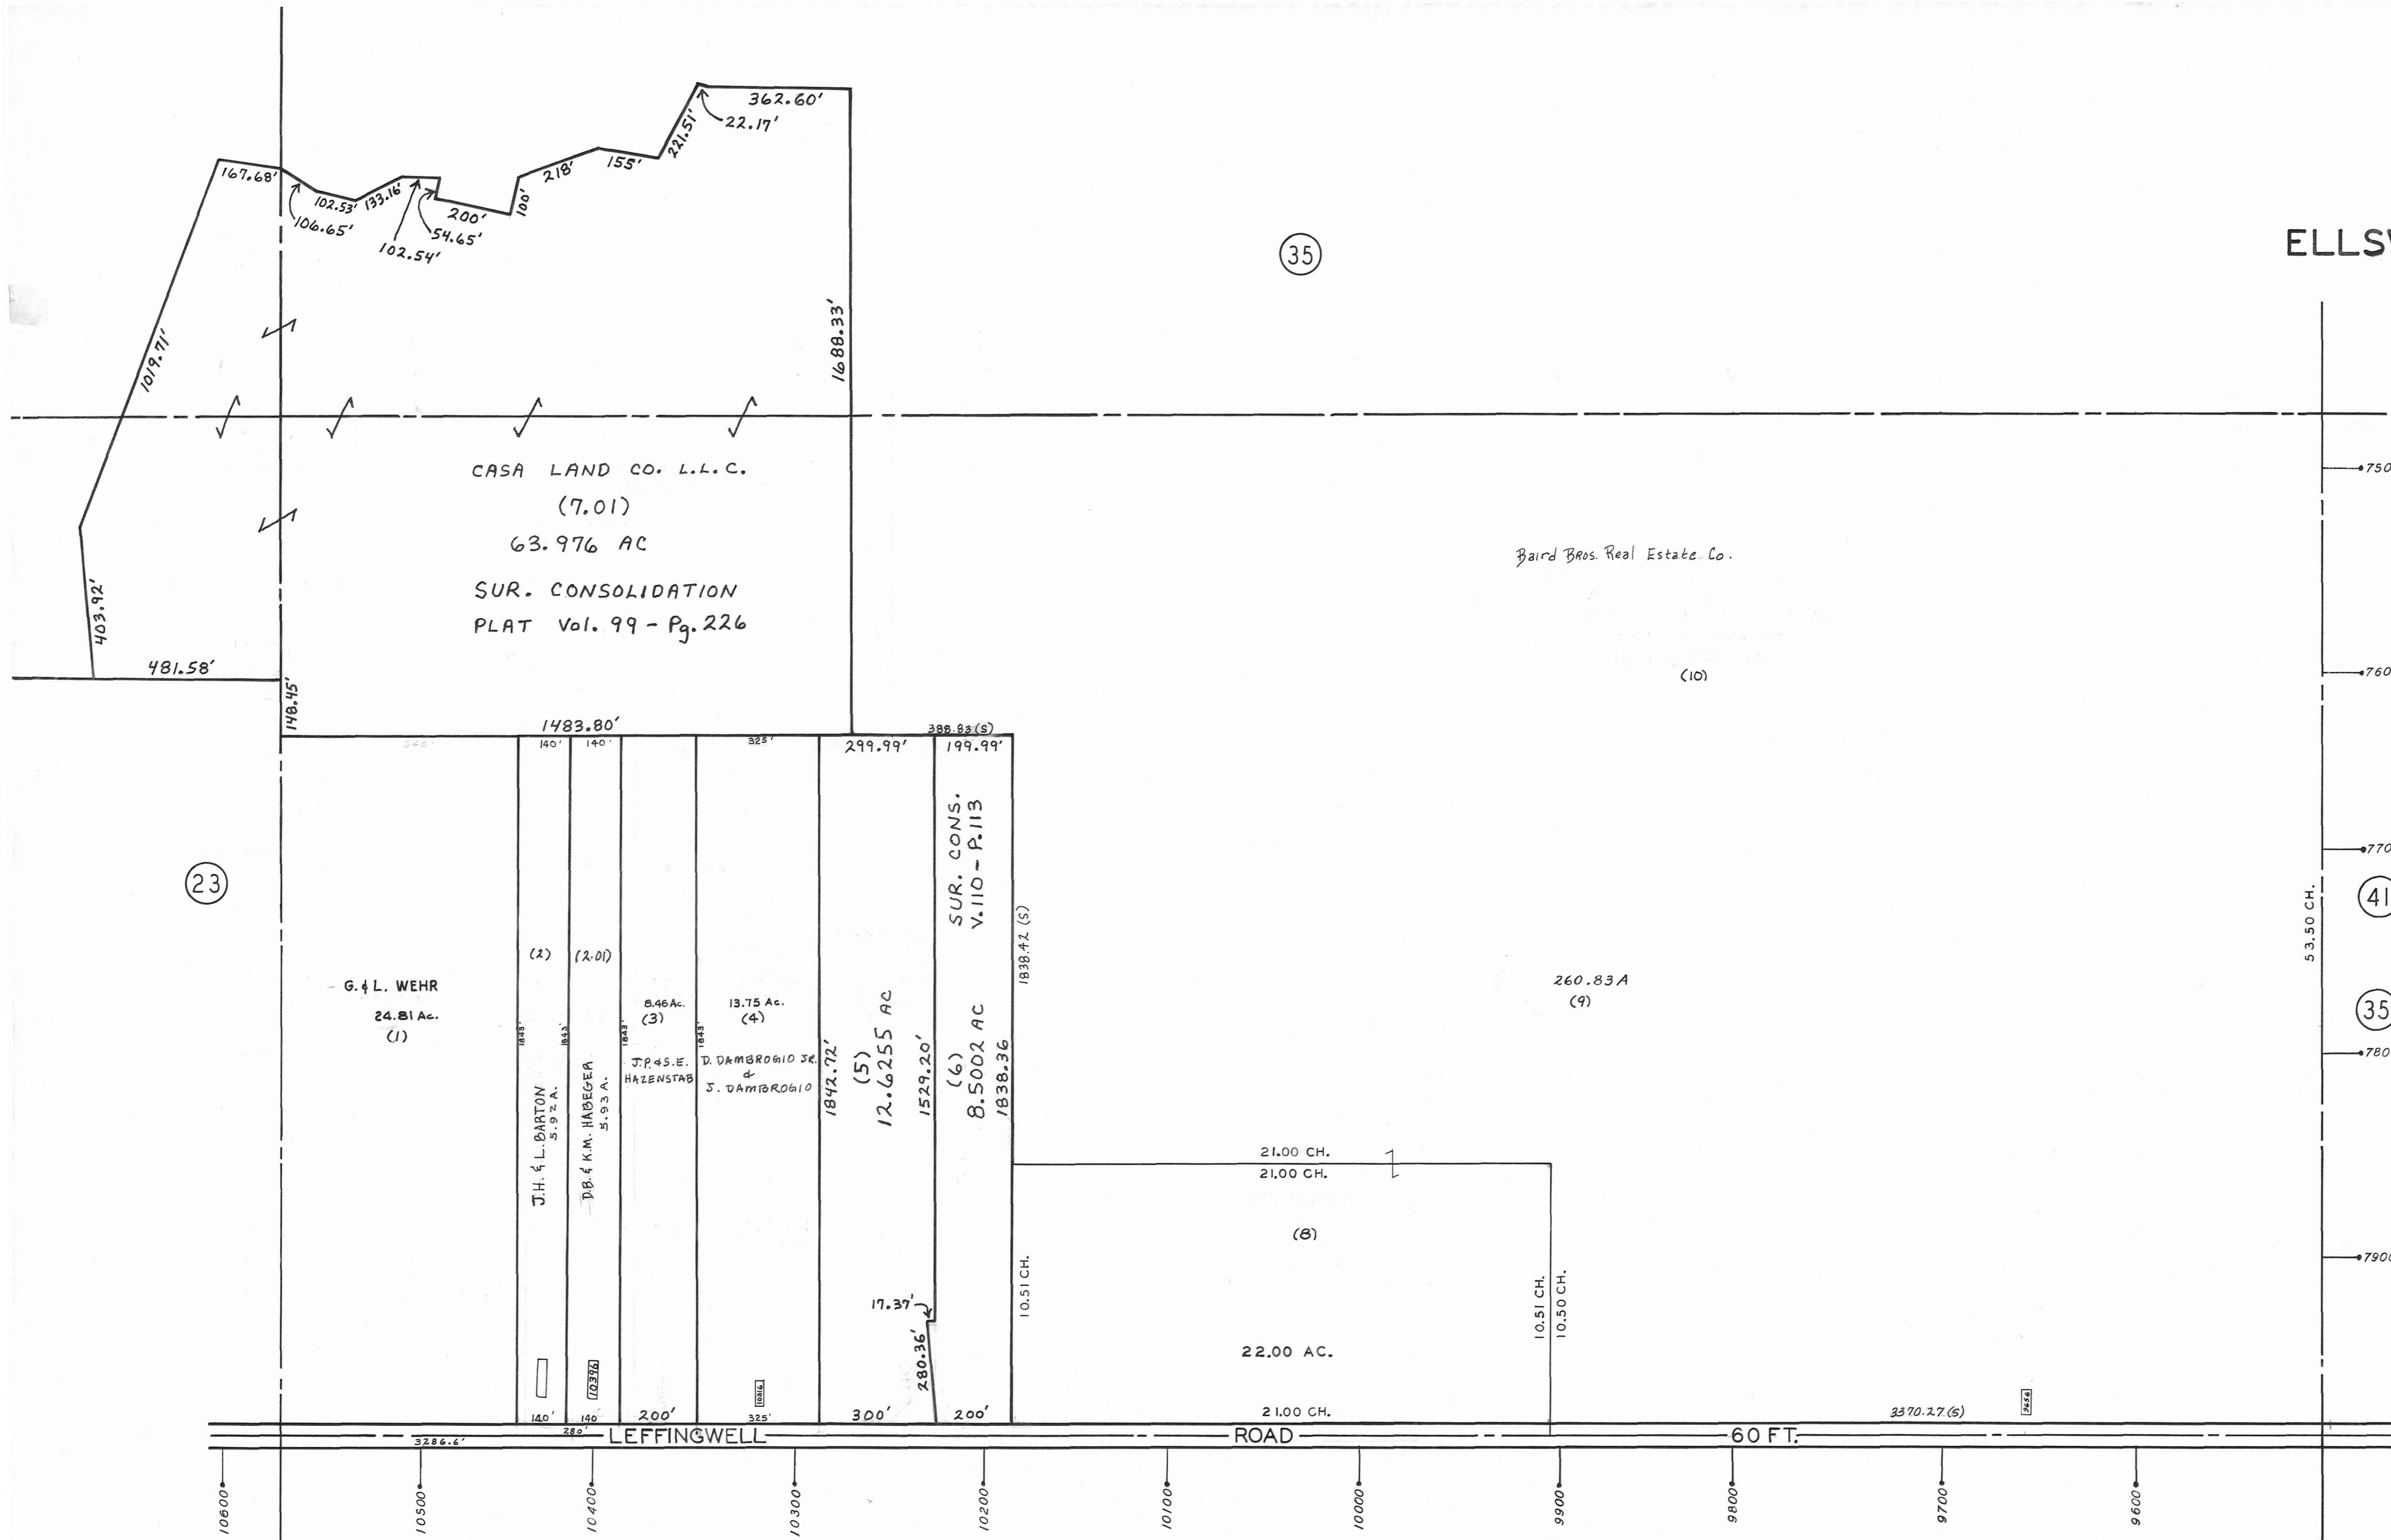 362.60'
22.17'
221.51'
155'
218'
100'
167.68'
102.53'
133.16'
200'
106.65'
54.65'
102.54'
35
ELLSW
1019.71'
1688.33'
CASA LAND CO. L.L.C.
(7.01)
63.976 AC
SUR. CONSOLIDATION
PLAT Vol. 99 - Pg. 226
750
Baird Bros. Real Estate Co.
403.92'
481.58'
148.45'
(10)
760
1483.80'
388.83 (S)
140'
140'
325'
299.99'
199.99'
SUR. CONS.
V.110 - P.113
770
23
41
53.50 CH.
1838.42 (S)
(2)
(2.01)
G. & L. WEHR
24.81 Ac.
(1)
8.46 Ac.
(3)
13.75 Ac.
(4)
260.83 A
(9)
35
1843'
1843'
1843'
1843'
J.P. & S.E.
HAZENSTAB
D. DAMBROGIO JR.
&
J. DAMBROGIO
1842.72'
(5)
12.6255 AC
1529.20'
(6)
8.5002 AC
1838.36
780
J.H. & L. BARTON
5.92 A.
D.B. & K.M. HABEGER
5.93 A.
21.00 CH.
21.00 CH.
(8)
10.51 CH.
10.51 CH.
10.50 CH.
7900
17.37'
280.36'
22.00 AC.
10396
10316
9656
140'
140'
200'
325'
300'
200'
21.00 CH.
3370.27 (S)
280'
3286.6'
LEFFINGWELL ROAD 60 FT.
10600
10500
10400
10300
10200
10100
10000
9900
9800
9700
9600